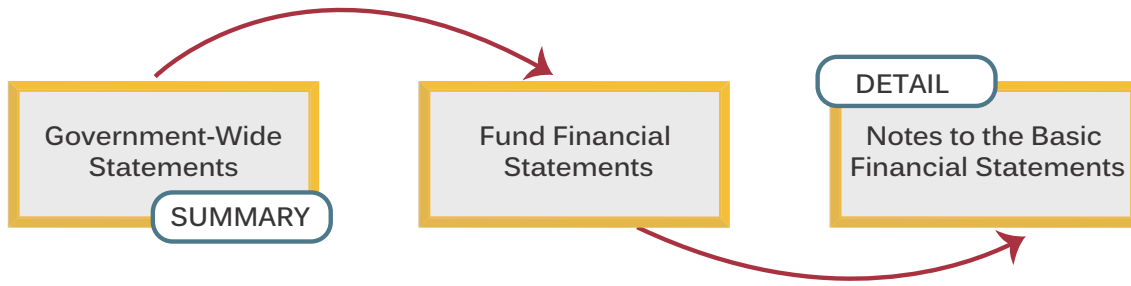 Government-Wide
Statements
SUMMARY
Fund Financial
Statements
DETAIL
Notes to the Basic
Financial Statements